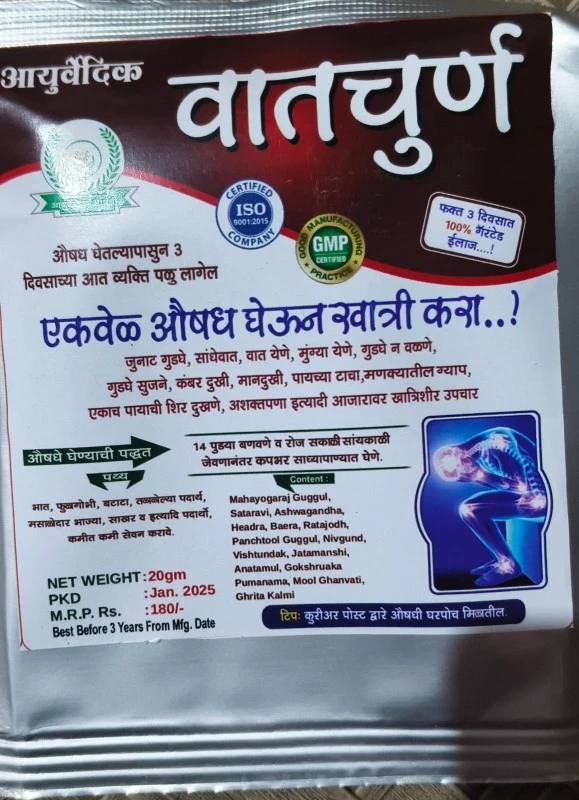 आयुर्वेदिक
वातचुर्ण
CERTIFIED
ISO
9001:2015
COMPANY
GOOD MANUFACTURING
GMP
CERTIFIED
PRACTICE
फक्त 3 दिवसात
100% गॅरंटेड
ईलाज....!
औषध घेतल्यापासुन 3
दिवसाच्या आत व्यक्ति पळु लागेल
एकवेळ औषध घेऊन खात्री करा..!
जुनाट गुडघे, सांधेवात, वात येणे, मुंग्या येणे, गुडघे न वळणे,
गुडघे सुजने, कंबर दुखी, मानदुखी, पायच्या टाचा,मणक्यातील ग्याप,
एकाच पायाची शिर दुखणे, अशक्तपणा इत्यादी आजारावर खात्रिशीर उपचार
औषधे घेण्याची पद्धत
14 पुडया बणवणे व रोज सकाळी सांयकाळी
जेवणानंतर कपभर साध्यापाण्यात घेणे.
पथ्य
भात, फुलगोभी, बटाटा, तळलेल्या पदार्थ,
मसालेदार भाज्या, साखर व इत्यादि पदार्थो,
कमीत कमी सेवन करावे.
Content :
Mahayogaraj Guggul,
Sataravi, Ashwagandha,
Headra, Baera, Ratajodh,
Panchtool Guggul, Nivgund,
Vishtundak, Jatamanshi,
Anatamul, Gokshruaka
Pumanama, Mool Ghanvati,
Ghrita Kalmi
NET WEIGHT :20gm
PKD :Jan. 2025
M.R.P. Rs. :180/-
Best Before 3 Years From Mfg. Date
टिप: कुरीअर पोस्ट द्वारे औषधी घरपोच मिळतील.